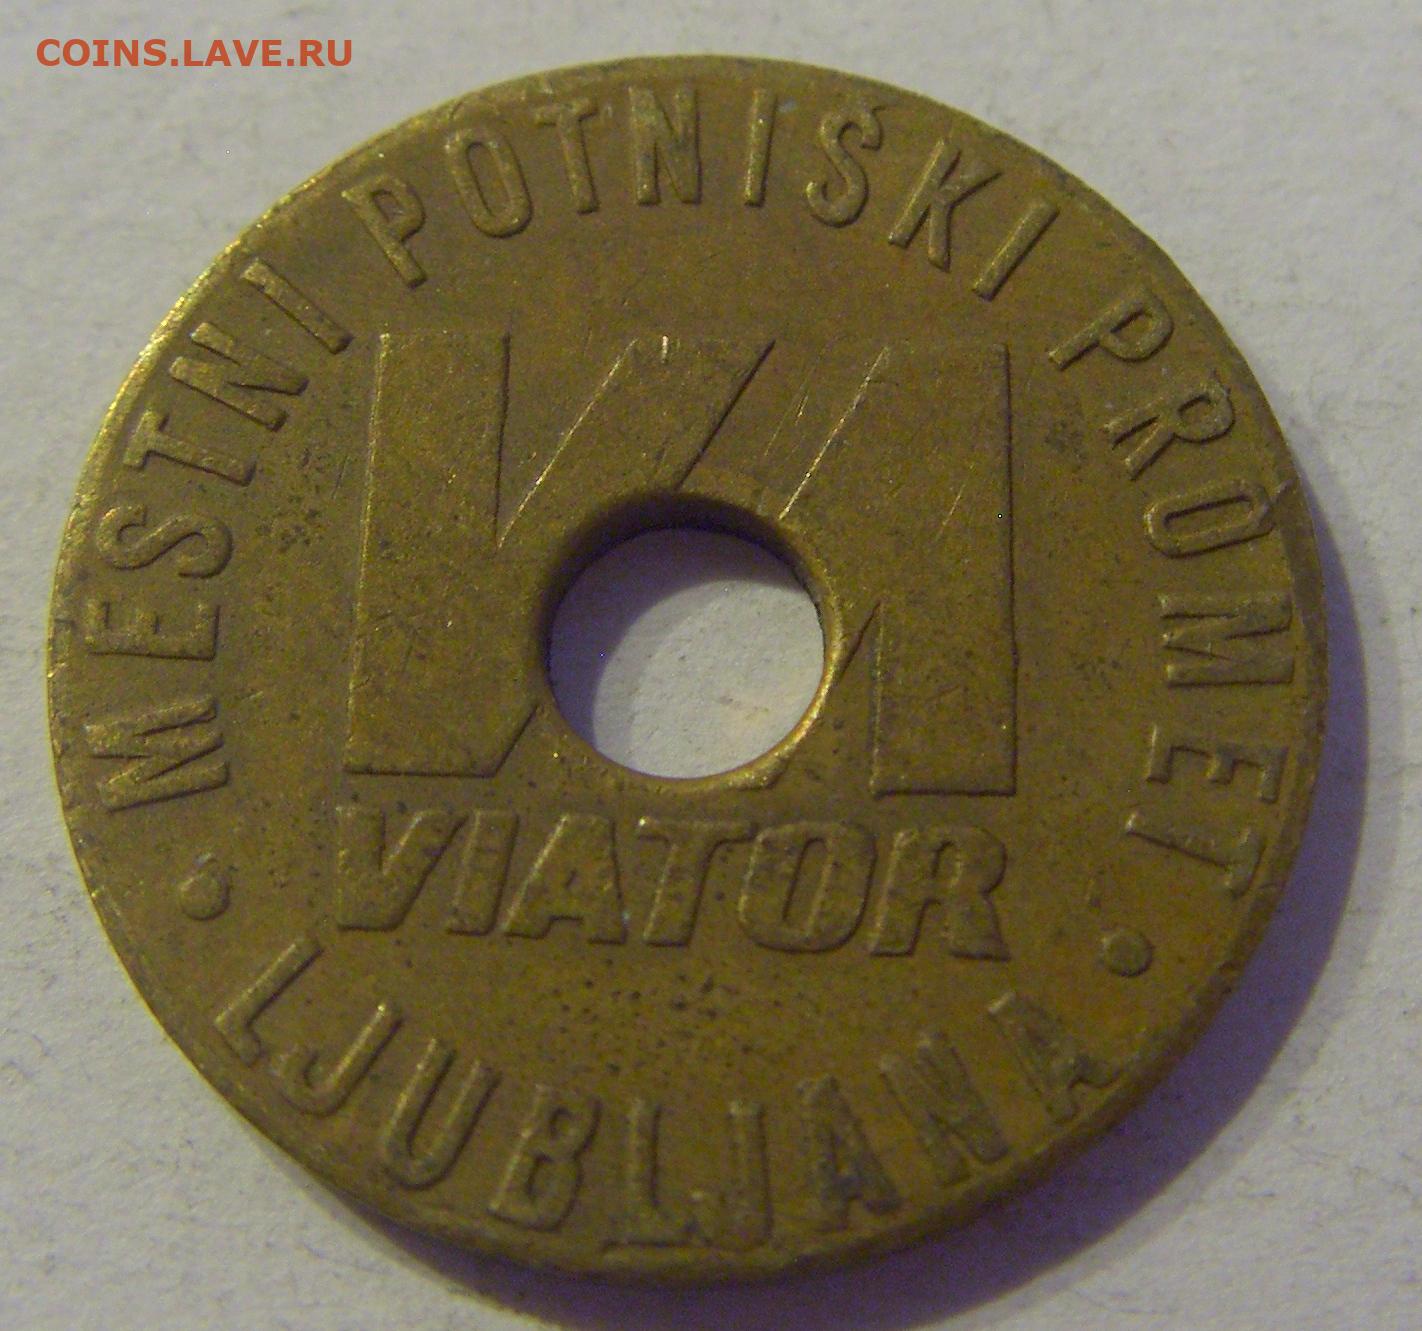 COINS.LAVE.RU
• MESTNI POTNIŠKI PROMET •
VIATOR
LJUBLJANA